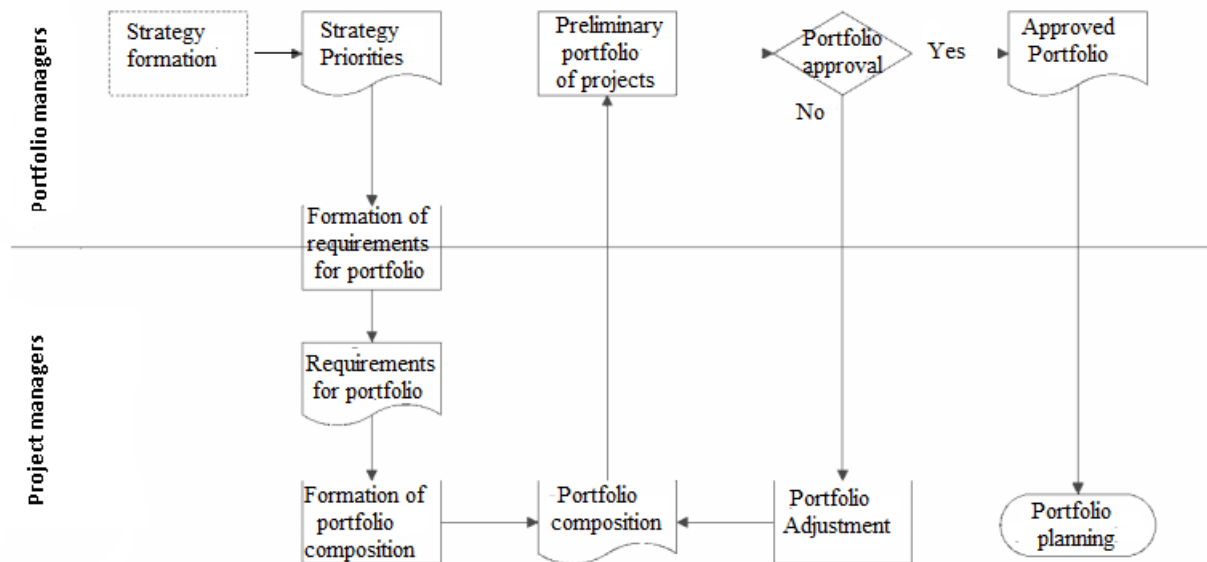 Portfolio managers
Strategy
formation
Strategy
Priorities
Preliminary
portfolio
of projects
Portfolio
approval
Yes
No
Approved
Portfolio
Formation of
requirements
for portfolio
Project managers
Requirements
for portfolio
Formation of
portfolio
composition
Portfolio
composition
Portfolio
Adjustment
Portfolio
planning